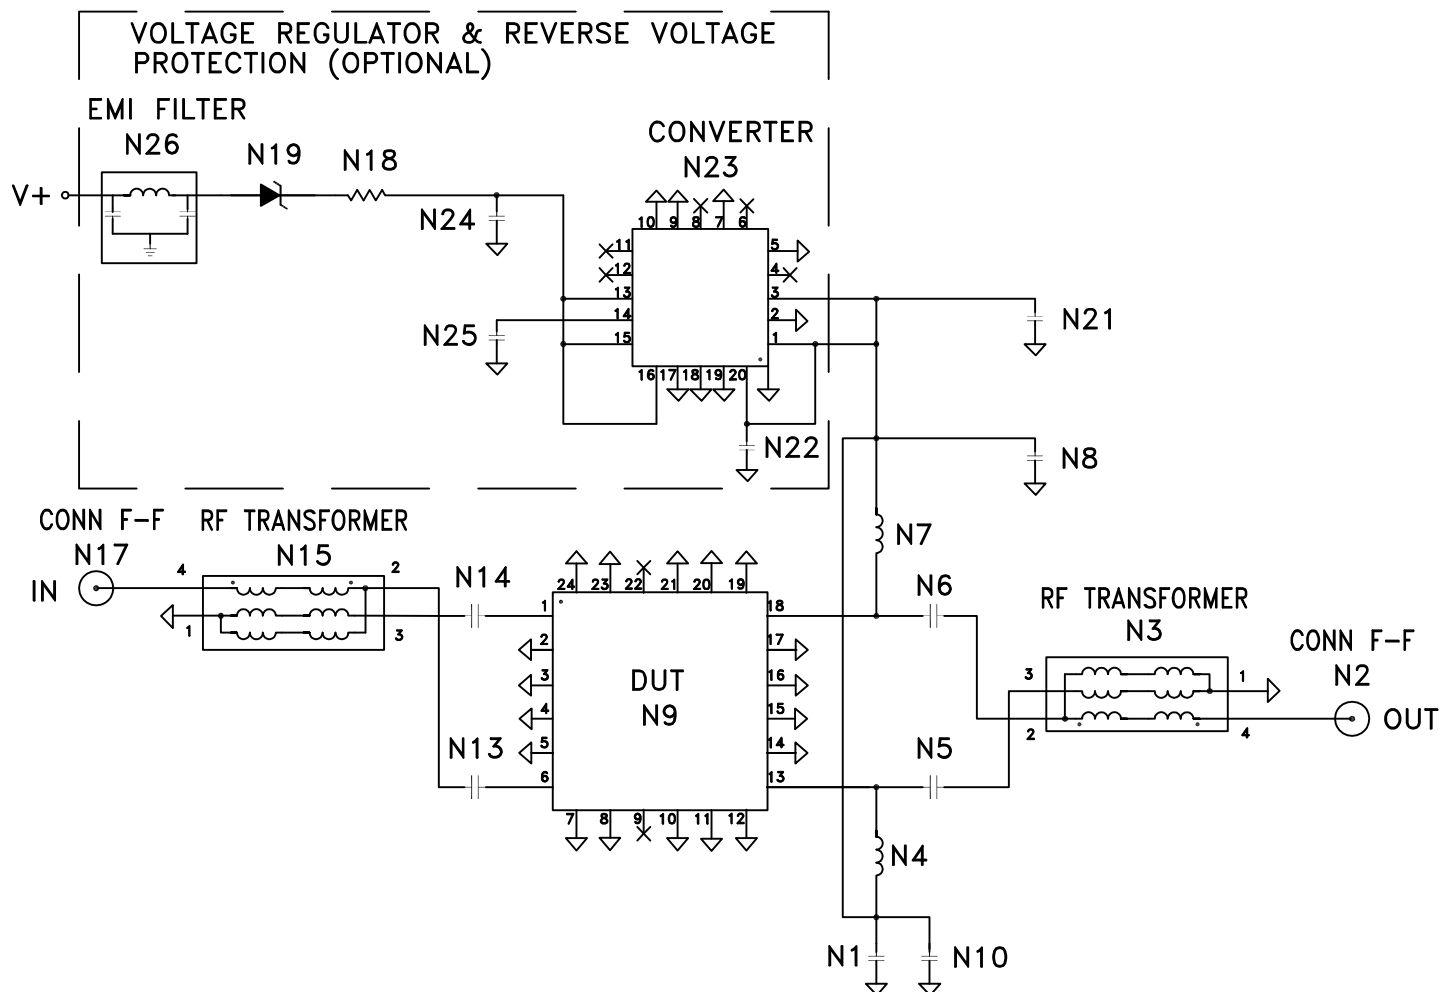 VOLTAGE REGULATOR & REVERSE VOLTAGE
PROTECTION (OPTIONAL)
EMI FILTER
N26
N19
N18
CONVERTER
N23
V+
N24
10 9 8 7 6
11
12
13
14
15
5
4
3
2
1
16 17 18 19 20
N25
N21
N22
N8
CONN F-F
N17
RF TRANSFORMER
N15
IN
4
2
1
3
N14
N13
N7
24 23 22 21 20 19
1
2
3
4
5
6
DUT
N9
18
17
16
15
14
13
7 8 9 10 11 12
N6
N5
RF TRANSFORMER
N3
3
1
2
4
CONN F-F
N2
OUT
N4
N1
N10